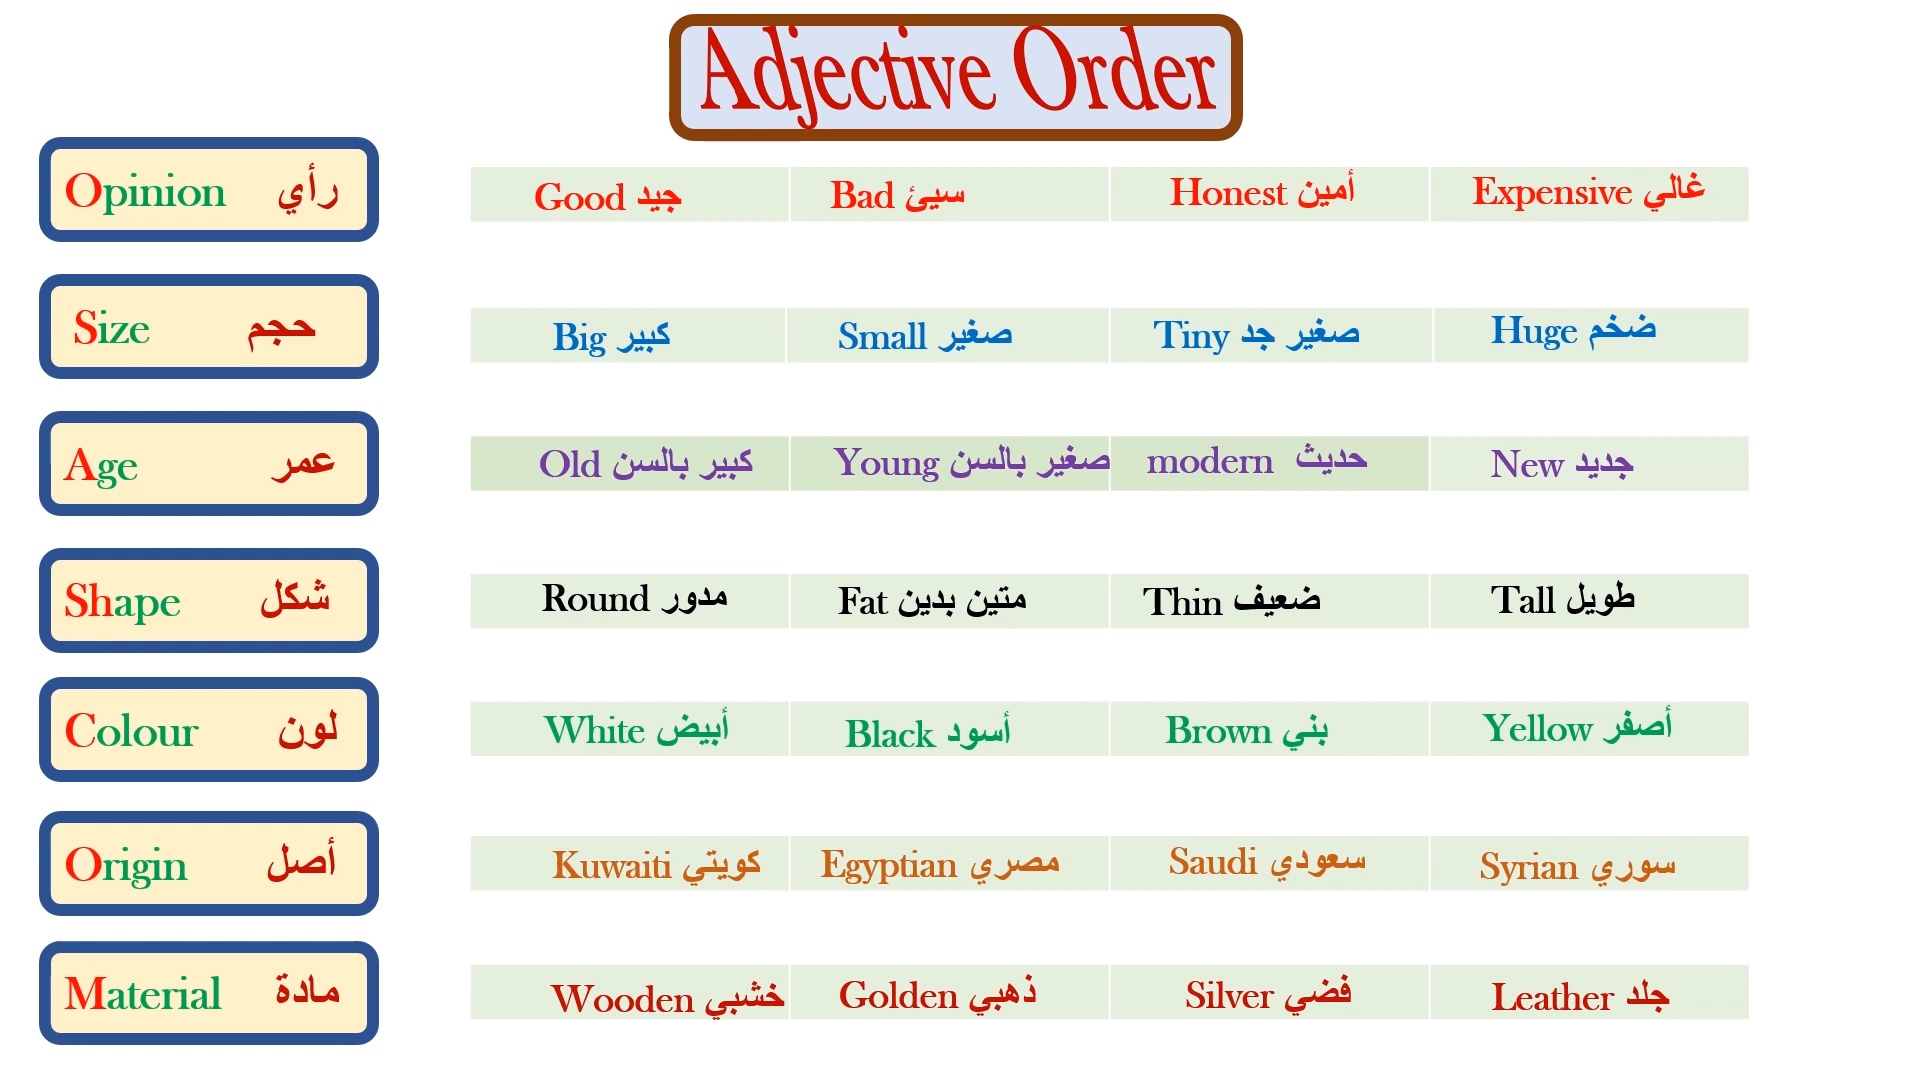 Adjective Order
Opinion رأي
Good جيد
Bad سيئ
Honest أمين
Expensive غالي
Size حجم
Big كبير
Small صغير
Tiny صغير جد
Huge ضخم
Age عمر
Old كبير بالسن
Young صغير بالسن
modern حديث
New جديد
Shape شكل
Round مدور
Fat متين بدين
Thin ضعيف
Tall طويل
Colour لون
White أبيض
Black أسود
Brown بني
Yellow أصفر
Origin أصل
Kuwaiti كويتي
Egyptian مصري
Saudi سعودي
Syrian سوري
Material مادة
Wooden خشبي
Golden ذهبي
Silver فضي
Leather جلد